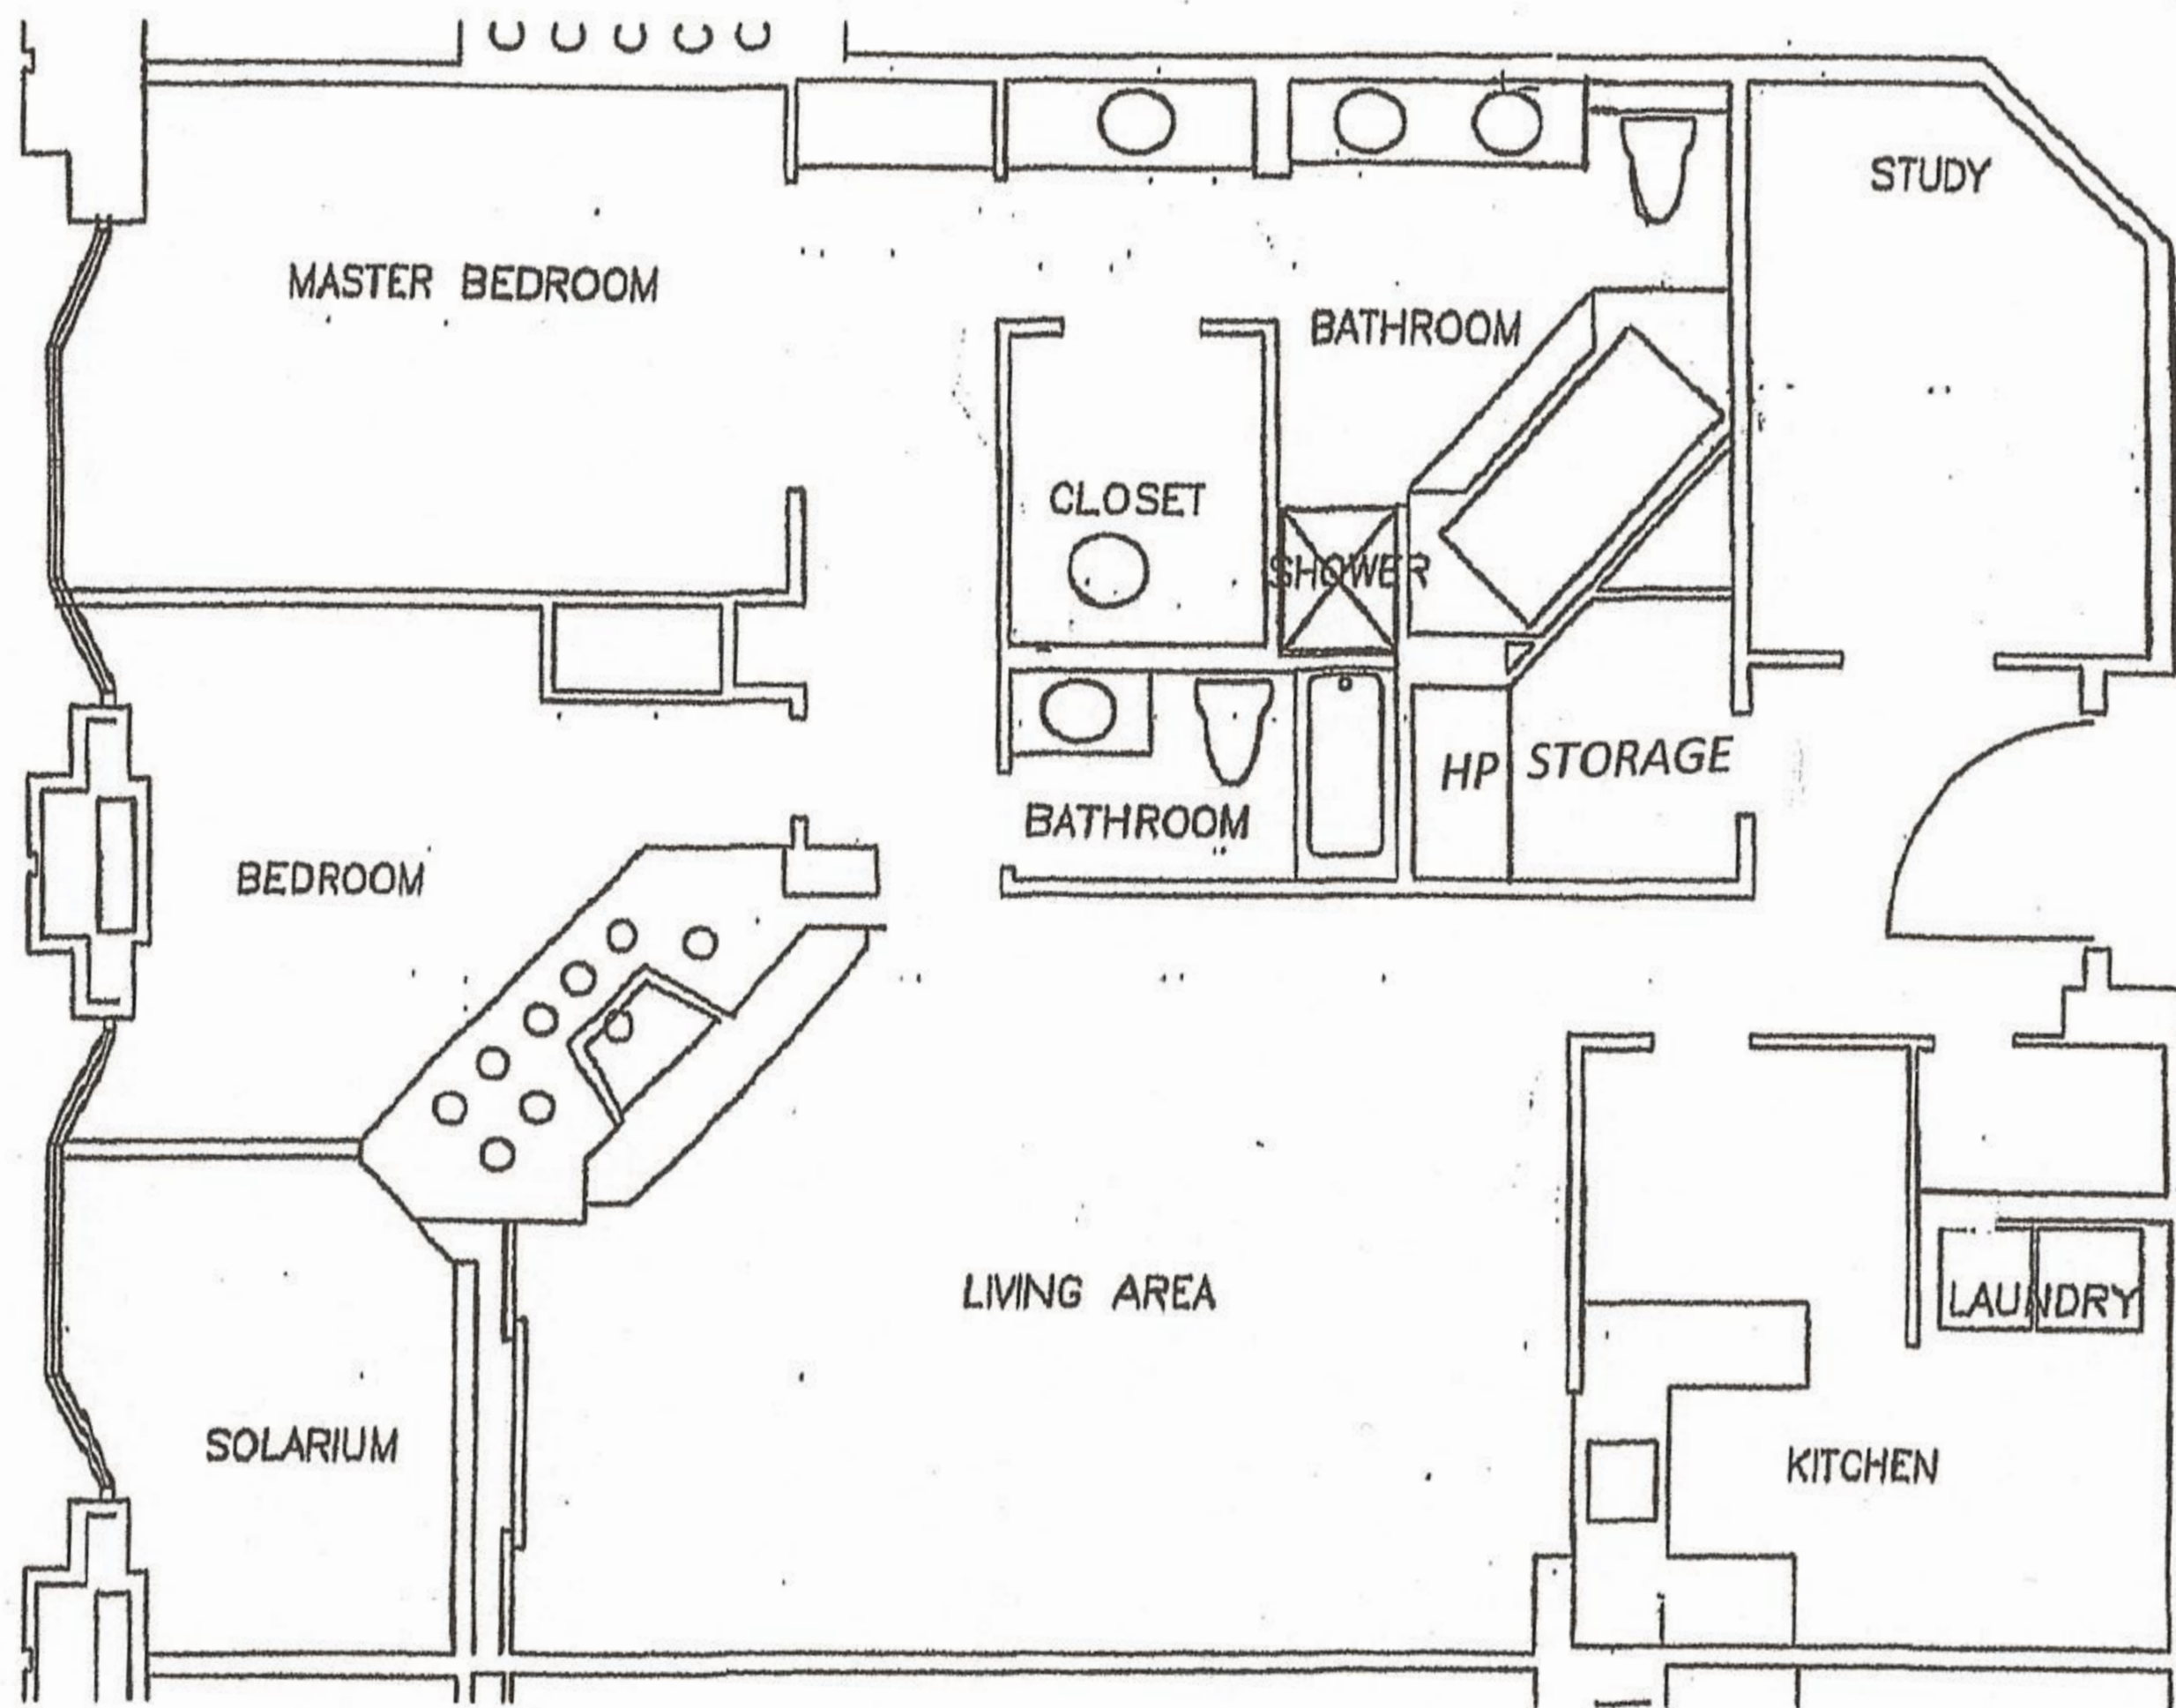 STUDY
MASTER BEDROOM
BATHROOM
CLOSET
SHOWER
HP STORAGE
BATHROOM
BEDROOM
LIVING AREA
LAUNDRY
SOLARIUM
KITCHEN